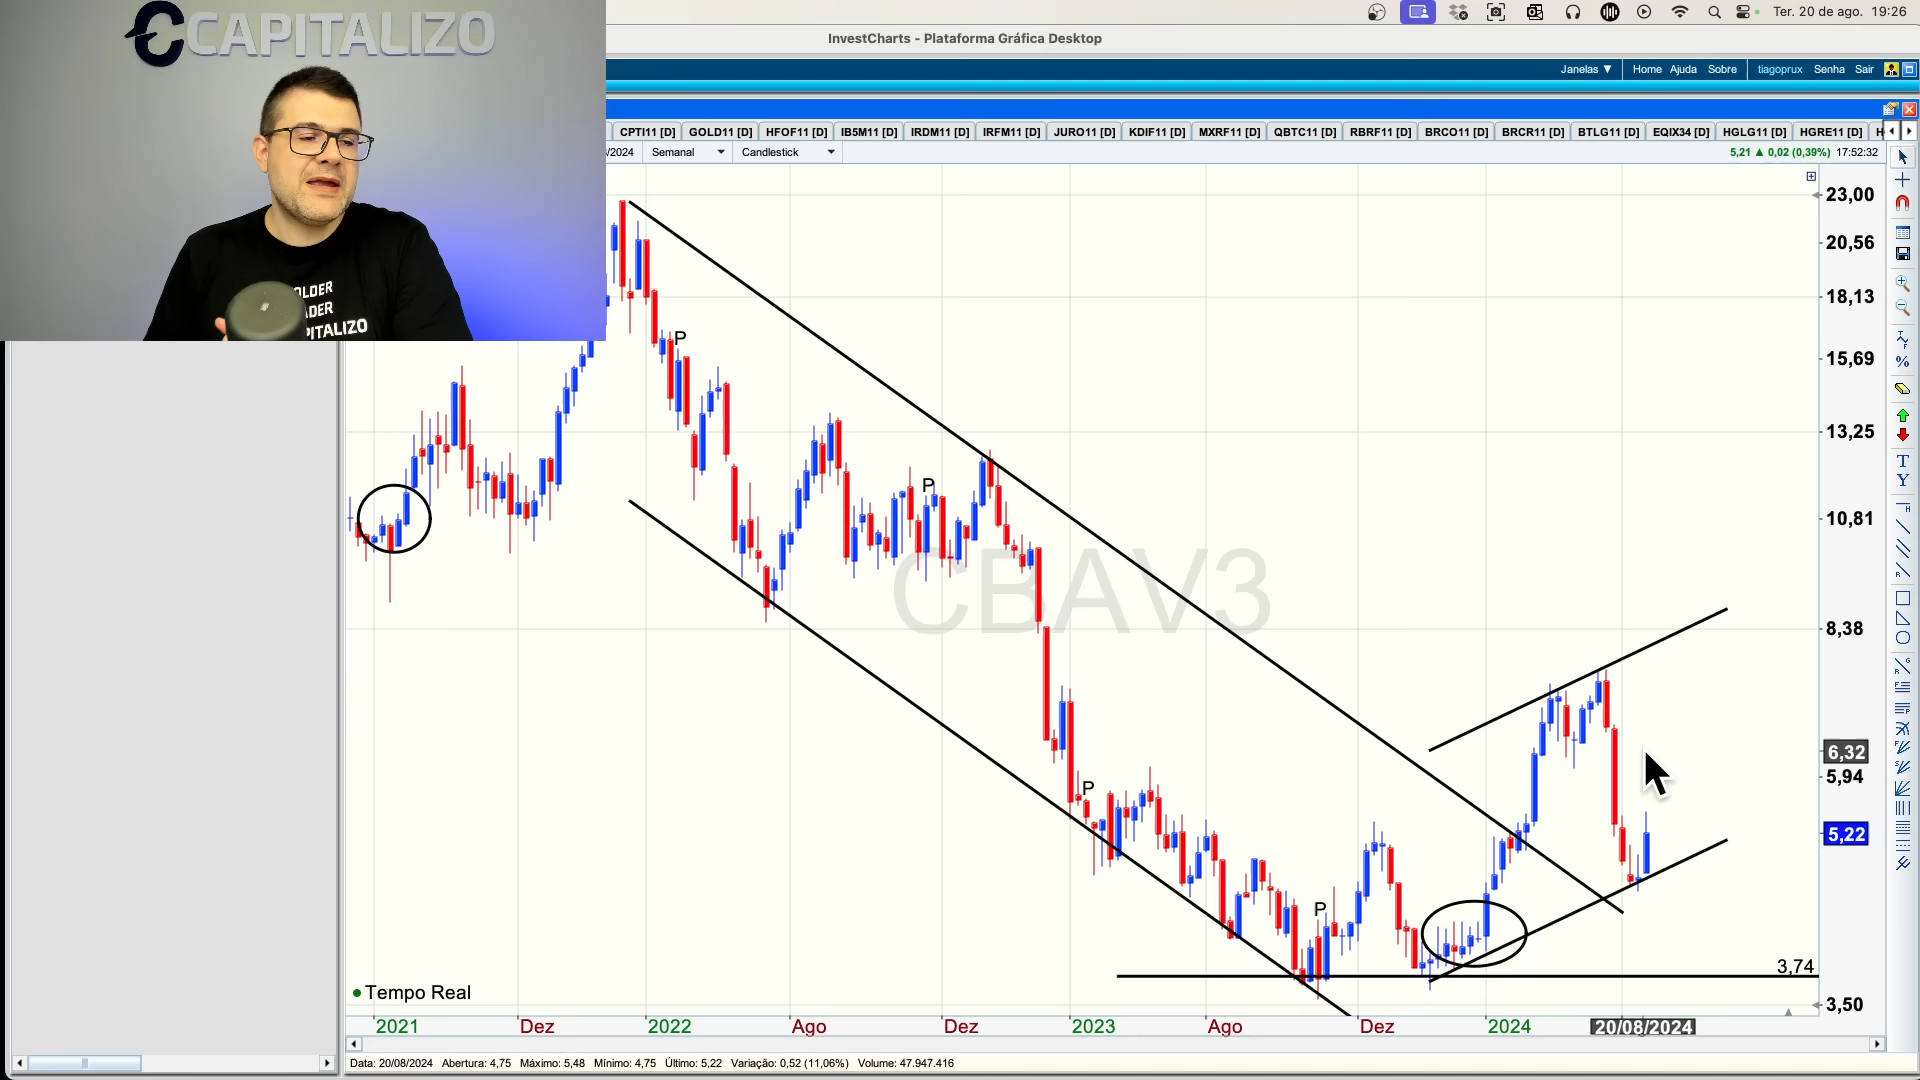 CAPITALIZO
OLDER
ADER
PITALIZO
Ter. 20 de ago. 19:26
InvestCharts - Plataforma Gráfica Desktop
Janelas ▼ Home Ajuda Sobre tiagoprux Senha Sair
CPTI11 [D] GOLD11 [D] HFOF11 [D] IB5M11 [D] IRDM11 [D] IRFM11 [D] JURO11 [D] KDIF11 [D] MXRF11 [D] QBTC11 [D] RBRF11 [D] BRCO11 [D] BRCR11 [D] BTLG11 [D] EQIX34 [D] HGLG11 [D] HGRE11 [D] H
/2024 Semanal Candlestick 5,21 ▲ 0,02 (0,39%) 17:52:32
23,00
20,56
18,13
15,69
13,25
10,81
8,38
6,32
5,94
5,22
3,74
3,50
P
P
P
P
CBAV3
Tempo Real
2021 Dez 2022 Ago Dez 2023 Ago Dez 2024 20/08/2024
Data: 20/08/2024 Abertura: 4,75 Máximo: 5,48 Mínimo: 4,75 Último: 5,22 Variação: 0,52 (11,06%) Volume: 47.947.416